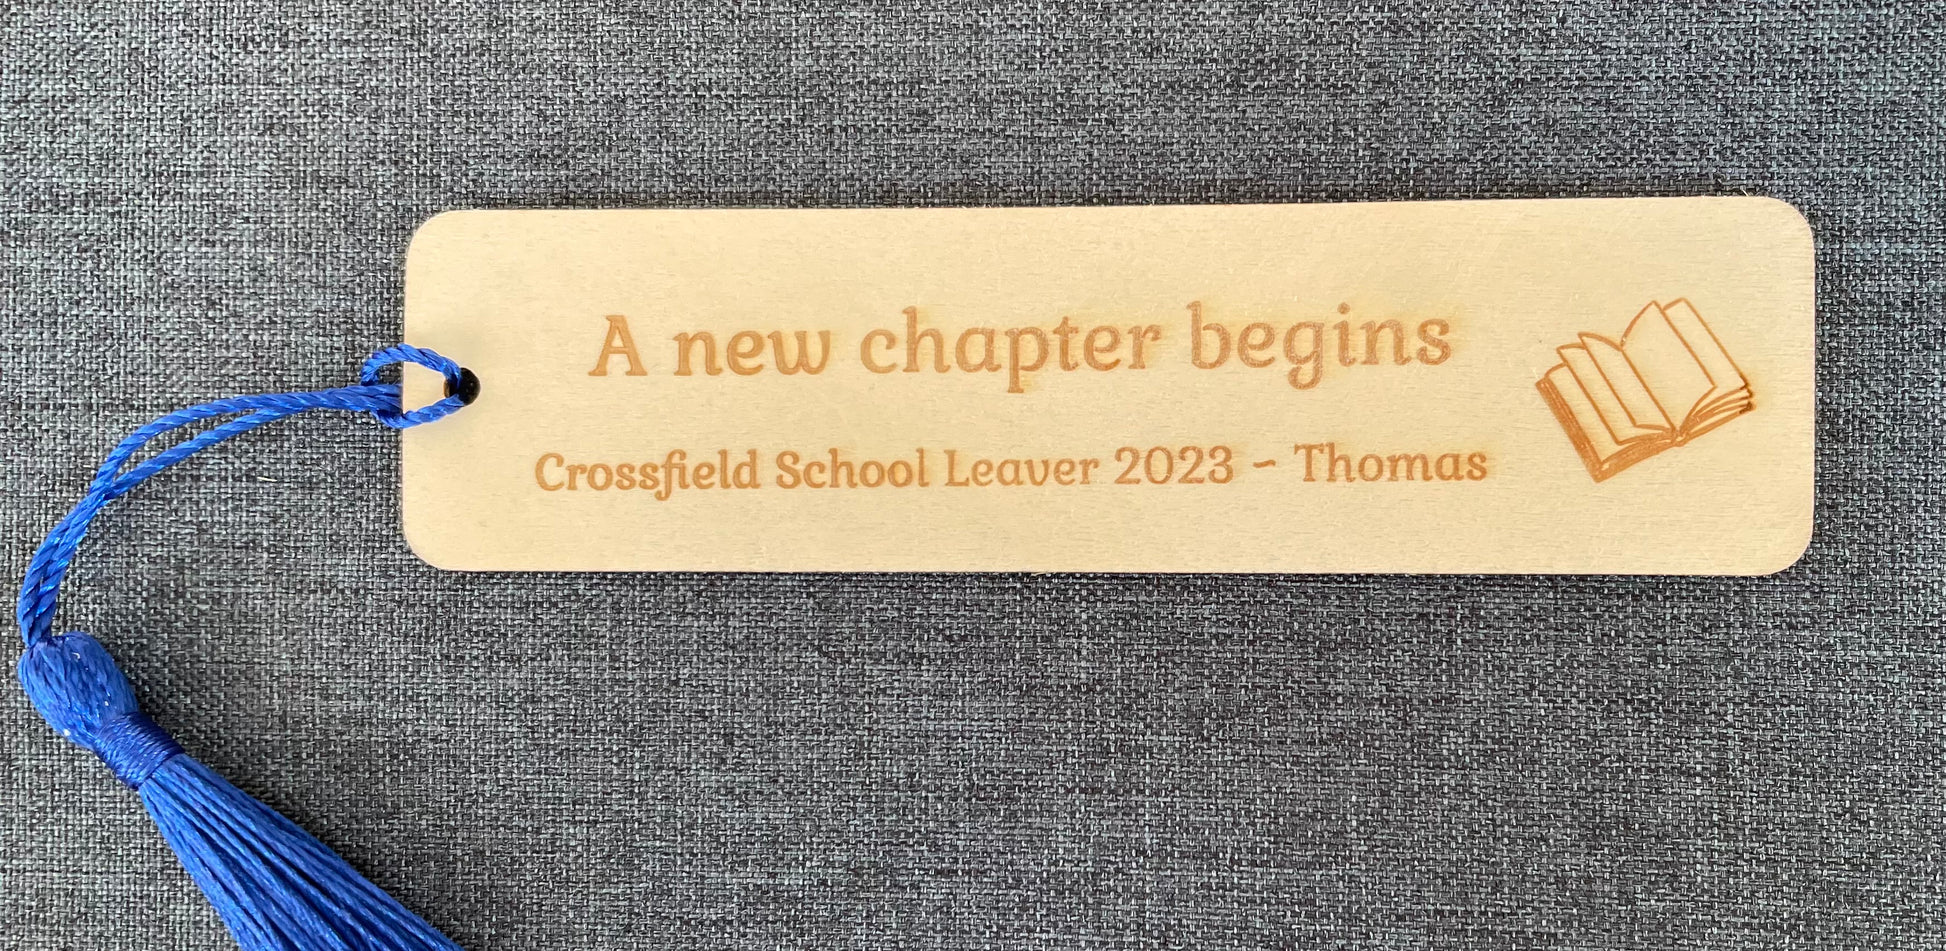 A new chapter begins
Crossfield School Leaver 2023 - Thomas